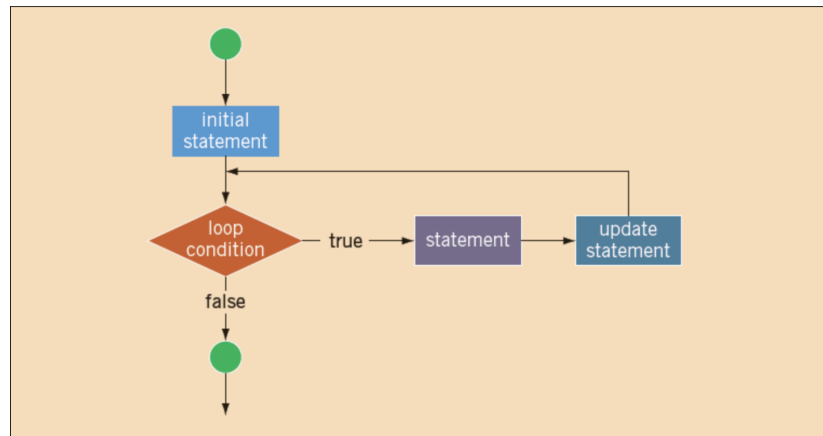 initial
statement
loop
condition
true
statement
update
statement
false